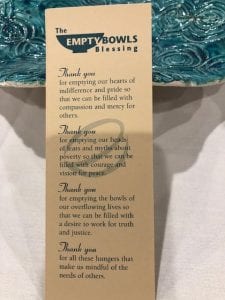 The
EMPTY BOWLS
Blessing
Thank you
for emptying our hearts of
indifference and pride so
that we can be filled with
compassion and mercy for
others.
Thank you
for emptying our heads
of fears and myths about
poverty so that we can be
filled with courage and
vision for peace.
Thank you
for emptying the bowls of
our overflowing lives so
that we can be filled with
a desire to work for truth
and justice.
Thank you
for all these hungers that
make us mindful of the
needs of others.